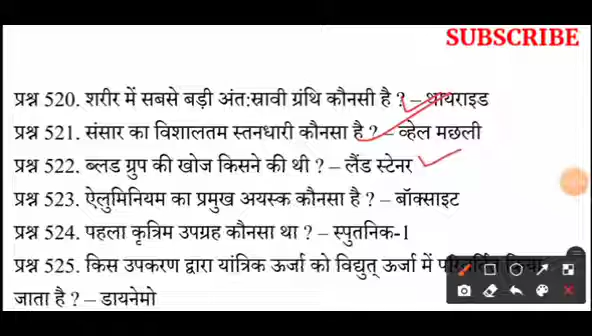 SUBSCRIBE
प्रश्न 520. शरीर में सबसे बड़ी अंत:स्रावी ग्रंथि कौनसी है ? – थायराइड
प्रश्न 521. संसार का विशालतम स्तनधारी कौनसा है ? – व्हेल मछली
प्रश्न 522. ब्लड ग्रुप की खोज किसने की थी ? – लैंड स्टेनर
प्रश्न 523. ऐलुमिनियम का प्रमुख अयस्क कौनसा है ? – बॉक्साइट
प्रश्न 524. पहला कृत्रिम उपग्रह कौनसा था ? – स्पुतनिक-1
प्रश्न 525. किस उपकरण द्वारा यांत्रिक ऊर्जा को विद्युत् ऊर्जा में परिवर्तित किया
जाता है ? – डायनेमो